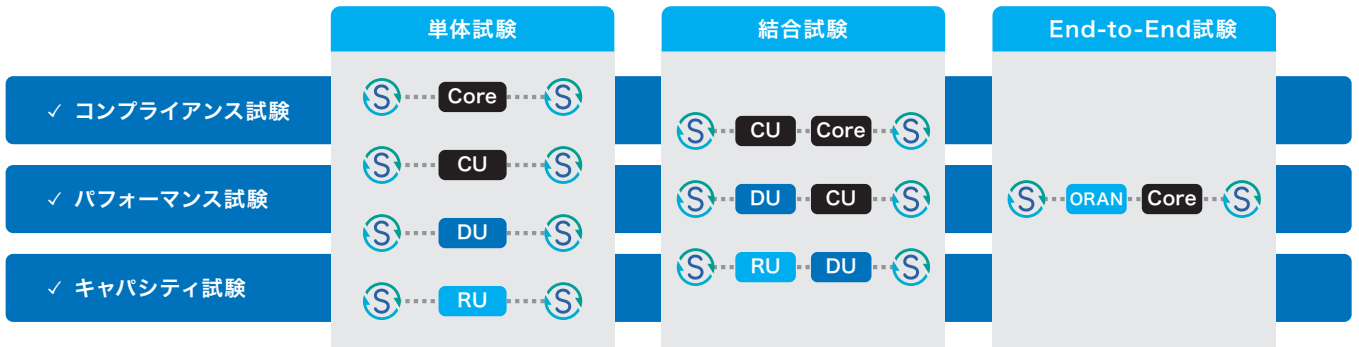 単体試験
結合試験
End-to-End試験
✓ コンプライアンス試験
✓ パフォーマンス試験
✓ キャパシティ試験
S Core S
S CU S
S DU S
S RU S
S CU Core S
S DU CU S
S RU DU S
S ORAN Core S